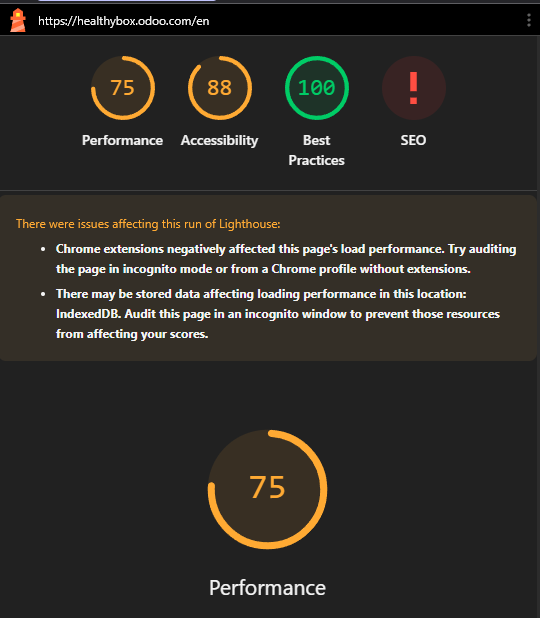 https://healthybox.odoo.com/en
75
88
100
!
Performance
Accessibility
Best
Practices
SEO
There were issues affecting this run of Lighthouse:
• Chrome extensions negatively affected this page's load performance. Try auditing
the page in incognito mode or from a Chrome profile without extensions.
• There may be stored data affecting loading performance in this location:
IndexedDB. Audit this page in an incognito window to prevent those resources
from affecting your scores.
75
Performance